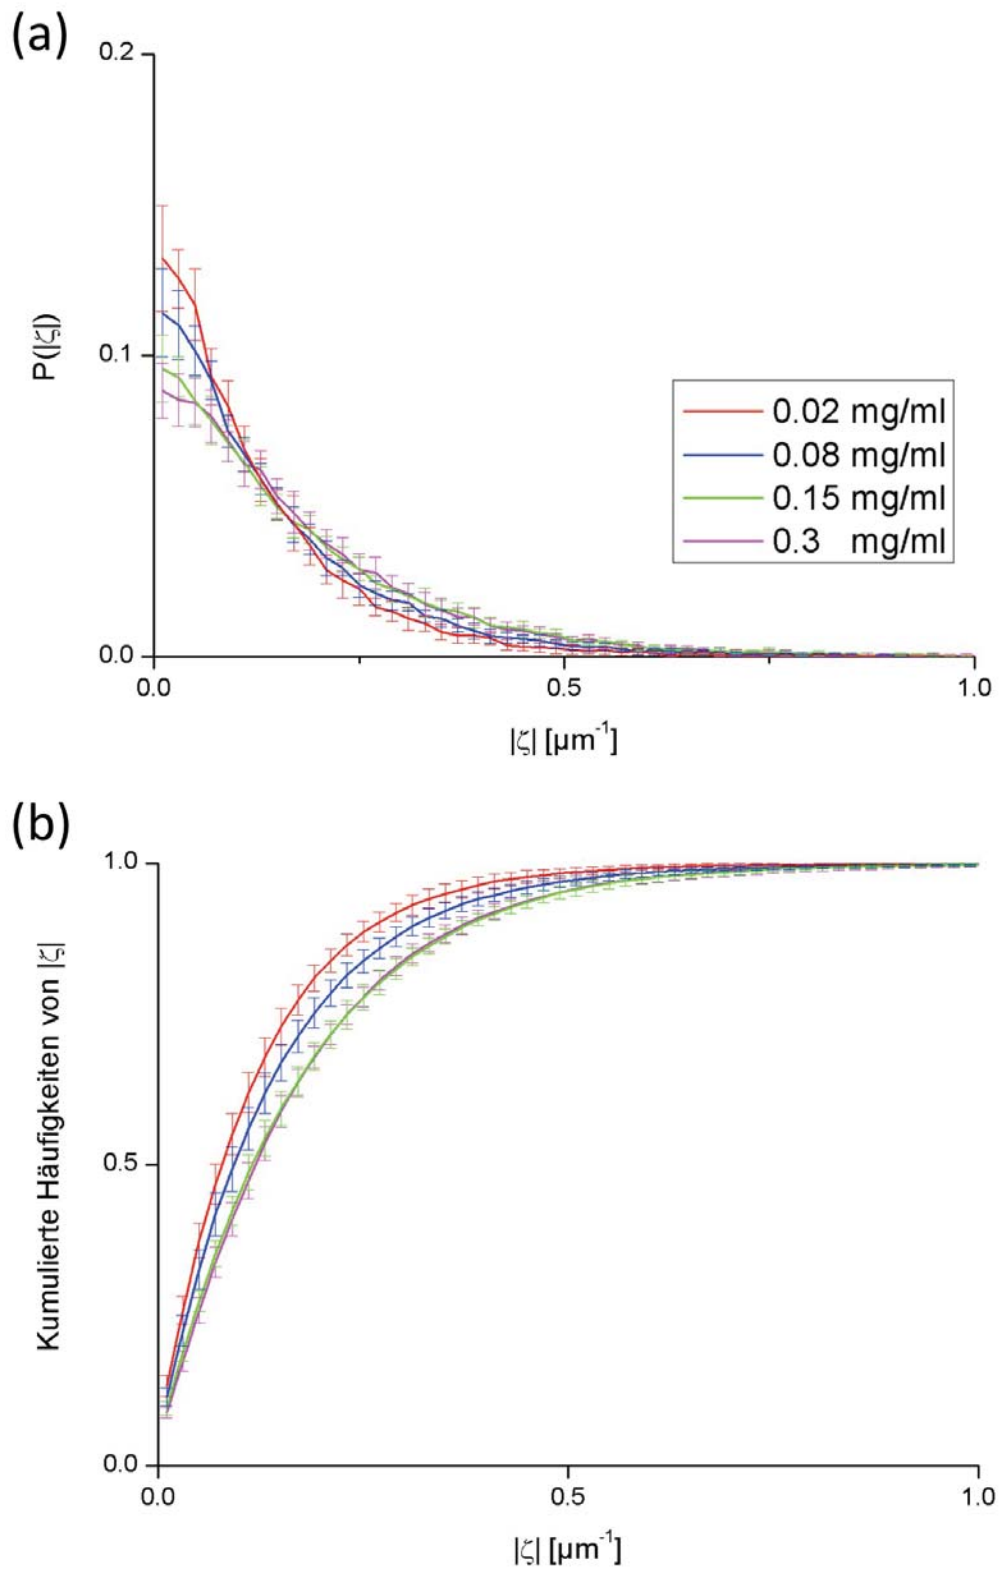 (a)
0.2
0.1
0.0
P(|ζ|)
0.02 mg/ml
0.08 mg/ml
0.15 mg/ml
0.3 mg/ml
0.0
0.5
1.0
|ζ| [µm⁻¹]
(b)
1.0
0.5
0.0
Kumulierte Häufigkeiten von |ζ|
0.0
0.5
1.0
|ζ| [µm⁻¹]